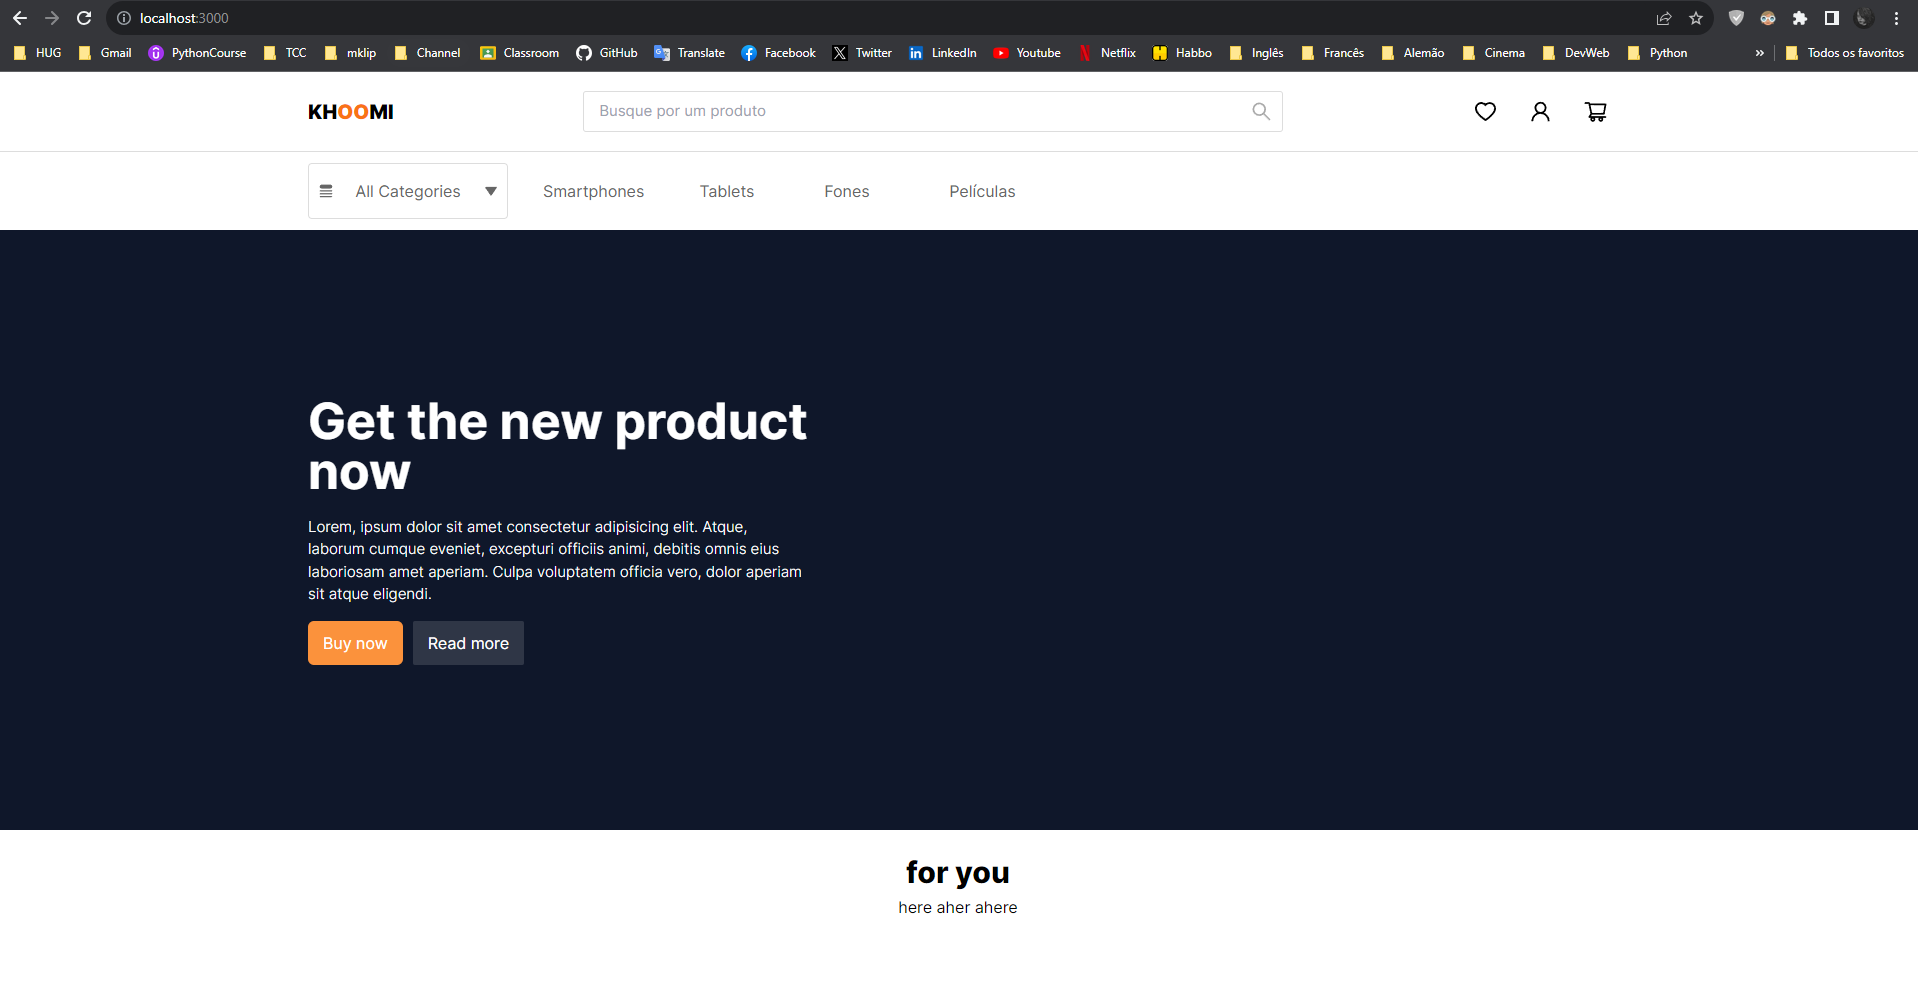 localhost:3000
HUG Gmail PythonCourse TCC mklip Channel Classroom GitHub Translate Facebook Twitter LinkedIn Youtube Netflix Habbo Inglês Francês Alemão Cinema DevWeb Python » Todos os favoritos
KHOOMI
Busque por um produto
All Categories Smartphones Tablets Fones Películas
Get the new product
now
Lorem, ipsum dolor sit amet consectetur adipisicing elit. Atque,
laborum cumque eveniet, excepturi officiis animi, debitis omnis eius
laboriosam amet aperiam. Culpa voluptatem officia vero, dolor aperiam
sit atque eligendi.
Buy now Read more
for you
here aher ahere